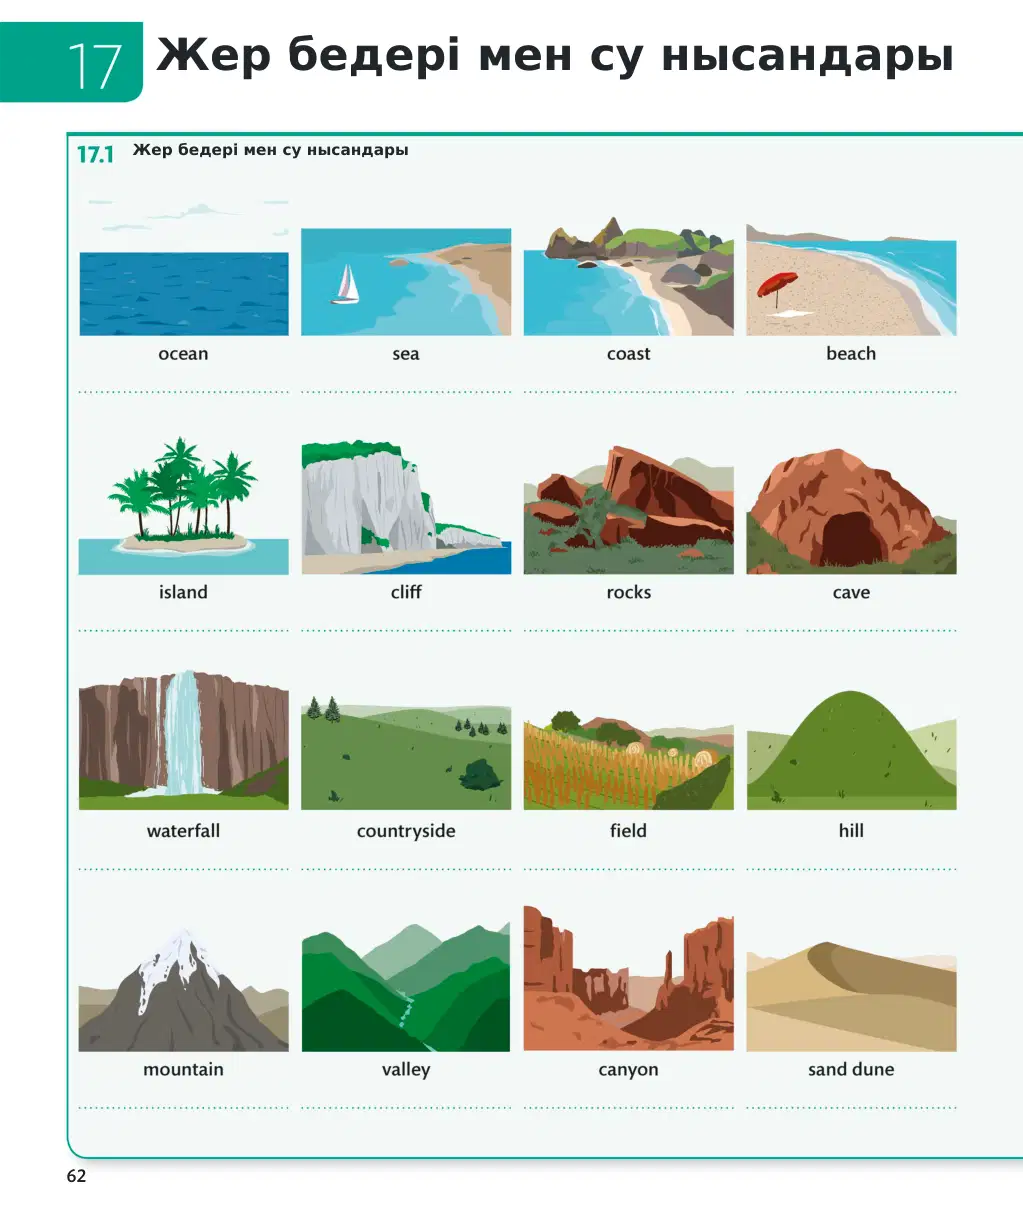 17 Жер бедері мен су нысандары
17.1 Жер бедері мен су нысандары
ocean sea coast beach
island cliff rocks cave
waterfall countryside field hill
mountain valley canyon sand dune
62